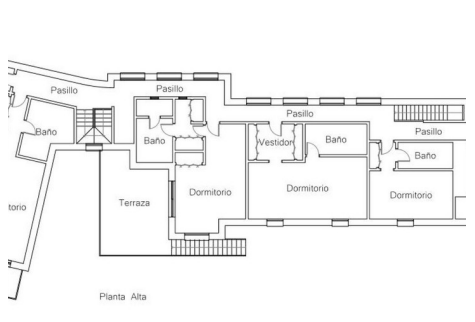 Pasillo
Pasillo
Pasillo
Pasillo
Baño
Baño
Vestidor
Baño
Baño
torio
Terraza
Dormitorio
Dormitorio
Dormitorio
Planta Alta